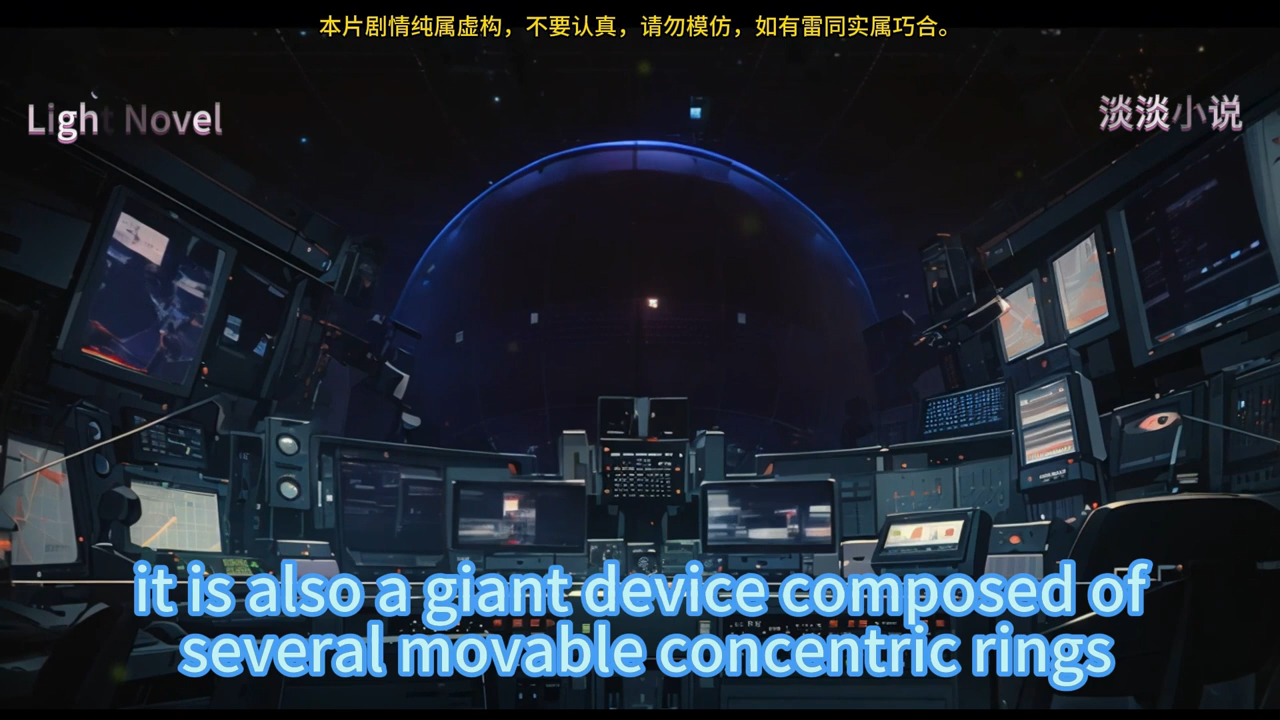 本片剧情纯属虚构，不要认真，请勿模仿，如有雷同实属巧合。
Light Novel
淡淡小说
it is also a giant device composed of
several movable concentric rings